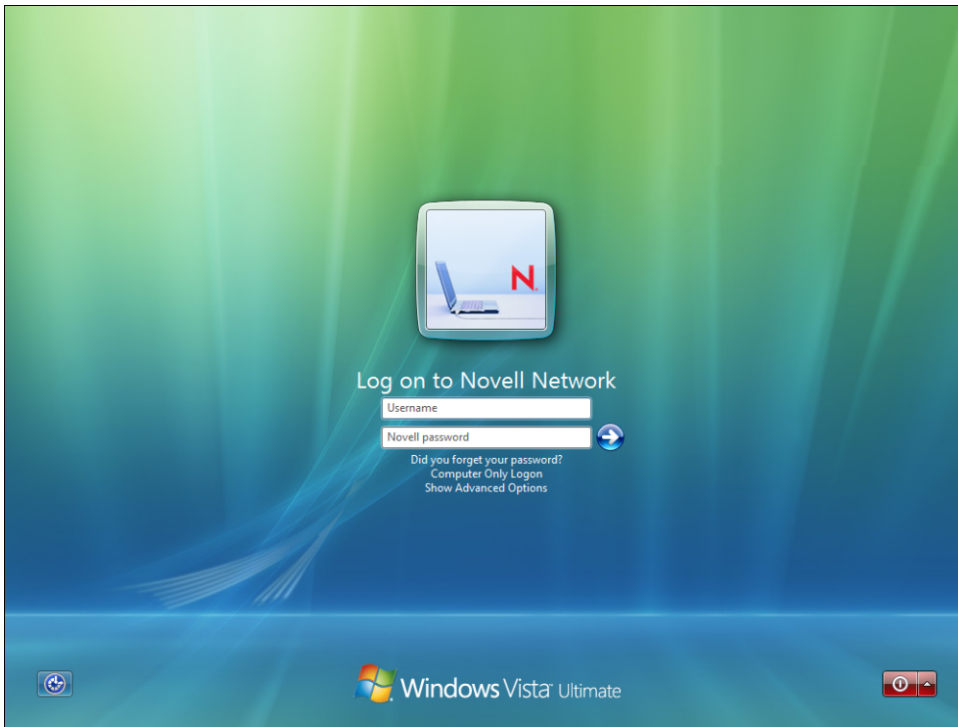 N
Log on to Novell Network
Username
Novell password
Did you forget your password?
Computer Only Logon
Show Advanced Options
Windows Vista™ Ultimate